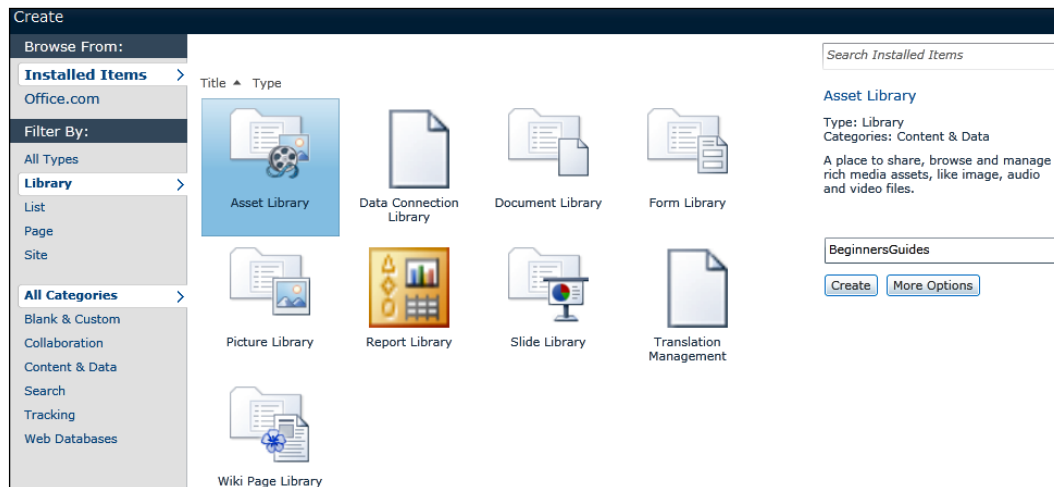 Create
Browse From:
Installed Items
Office.com
Filter By:
All Types
Library
List
Page
Site
All Categories
Blank & Custom
Collaboration
Content & Data
Search
Tracking
Web Databases
Title Type
Asset Library
Data Connection
Library
Document Library
Form Library
Picture Library
Report Library
Slide Library
Translation
Management
Wiki Page Library
Search Installed Items
Asset Library
Type: Library
Categories: Content & Data
A place to share, browse and manage
rich media assets, like image, audio
and video files.
BeginnersGuides
Create More Options